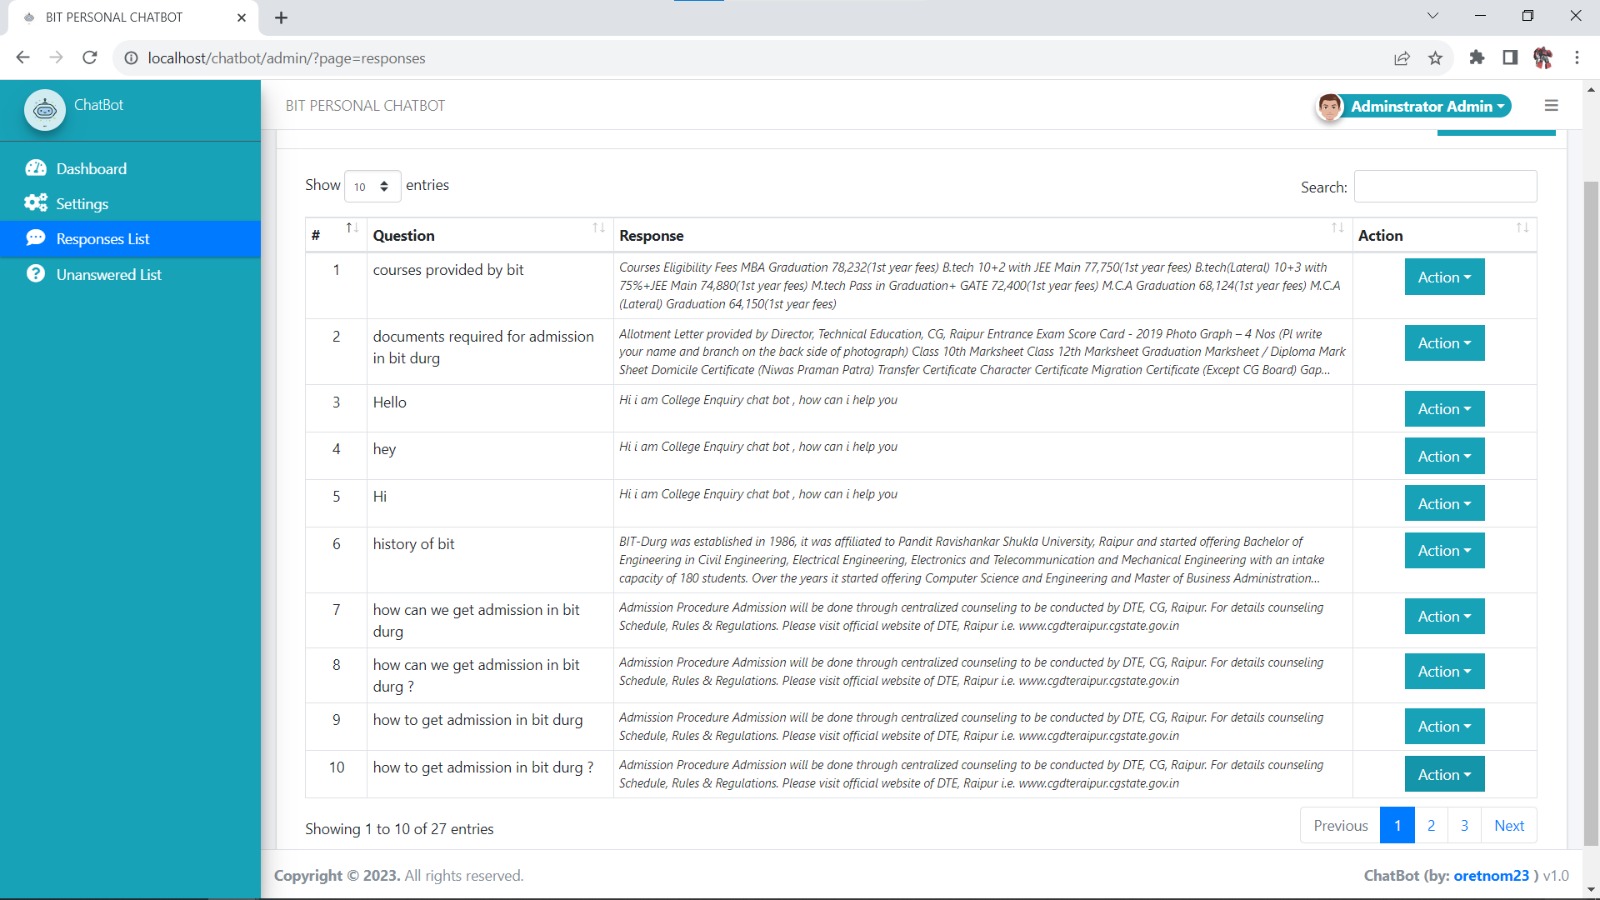 BIT PERSONAL CHATBOT
localhost/chatbot/admin/?page=responses
ChatBot
BIT PERSONAL CHATBOT
Adminstrator Admin
Dashboard
Settings
Responses List
Unanswered List
Show 10 entries
Search:
# Question Response Action
1 courses provided by bit Courses Eligibility Fees MBA Graduation 78,232(1st year fees) B.tech 10+2 with JEE Main 77,750(1st year fees) B.tech(Lateral) 10+3 with Action
75%+JEE Main 74,880(1st year fees) M.tech Pass in Graduation+ GATE 72,400(1st year fees) M.C.A Graduation 68,124(1st year fees) M.C.A
(Lateral) Graduation 64,150(1st year fees)
2 documents required for admission Allotment Letter provided by Director, Technical Education, CG, Raipur Entrance Exam Score Card - 2019 Photo Graph – 4 Nos (Pl write Action
in bit durg your name and branch on the back side of photograph) Class 10th Marksheet Class 12th Marksheet Graduation Marksheet / Diploma Mark
Sheet Domicile Certificate (Niwas Praman Patra) Transfer Certificate Character Certificate Migration Certificate (Except CG Board) Gap...
3 Hello Hi i am College Enquiry chat bot , how can i help you Action
4 hey Hi i am College Enquiry chat bot , how can i help you Action
5 Hi Hi i am College Enquiry chat bot , how can i help you Action
6 history of bit BIT-Durg was established in 1986, it was affiliated to Pandit Ravishankar Shukla University, Raipur and started offering Bachelor of Action
Engineering in Civil Engineering, Electrical Engineering, Electronics and Telecommunication and Mechanical Engineering with an intake
capacity of 180 students. Over the years it started offering Computer Science and Engineering and Master of Business Administration...
7 how can we get admission in bit Admission Procedure Admission will be done through centralized counseling to be conducted by DTE, CG, Raipur. For details counseling Action
durg Schedule, Rules & Regulations. Please visit official website of DTE, Raipur i.e. www.cgdteraipur.cgstate.gov.in
8 how can we get admission in bit Admission Procedure Admission will be done through centralized counseling to be conducted by DTE, CG, Raipur. For details counseling Action
durg ? Schedule, Rules & Regulations. Please visit official website of DTE, Raipur i.e. www.cgdteraipur.cgstate.gov.in
9 how to get admission in bit durg Admission Procedure Admission will be done through centralized counseling to be conducted by DTE, CG, Raipur. For details counseling Action
Schedule, Rules & Regulations. Please visit official website of DTE, Raipur i.e. www.cgdteraipur.cgstate.gov.in
10 how to get admission in bit durg ? Admission Procedure Admission will be done through centralized counseling to be conducted by DTE, CG, Raipur. For details counseling Action
Schedule, Rules & Regulations. Please visit official website of DTE, Raipur i.e. www.cgdteraipur.cgstate.gov.in
Showing 1 to 10 of 27 entries
Previous 1 2 3 Next
Copyright © 2023. All rights reserved.
ChatBot (by: oretnom23 ) v1.0